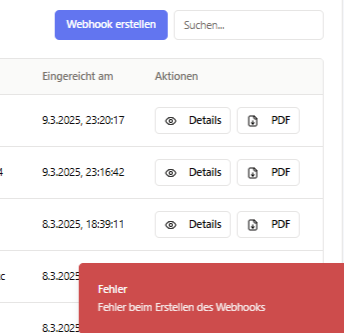 Webhook erstellen
Suchen...
Eingereicht am
Aktionen
9.3.2025, 23:20:17
Details
PDF
4
9.3.2025, 23:16:42
Details
PDF
8.3.2025, 18:39:11
Details
PDF
c
8.3.2025
Fehler
Fehler beim Erstellen des Webhooks
8.3.2025